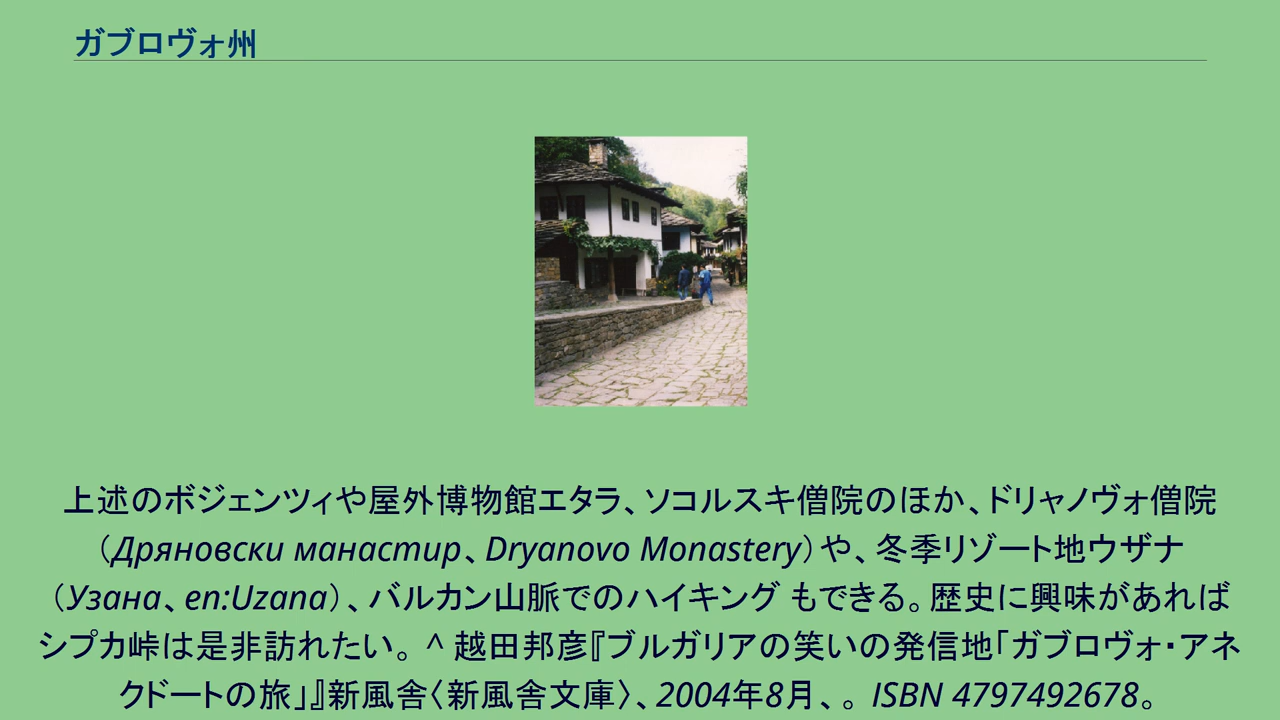 ガブロヴォ州
上述のボジェンツィや屋外博物館エタラ、ソコルスキ僧院のほか、ドリャノヴォ僧院
（Дряновски манастир、Dryanovo Monastery）や、冬季リゾート地ウザナ
（Узана、en:Uzana）、バルカン山脈でのハイキング もできる。歴史に興味があれば
シプカ峠は是非訪れたい。 ^ 越田邦彦『ブルガリアの笑いの発信地「ガブロヴォ・アネ
クドートの旅」』新風舎〈新風舎文庫〉、2004年8月、。 ISBN 4797492678。